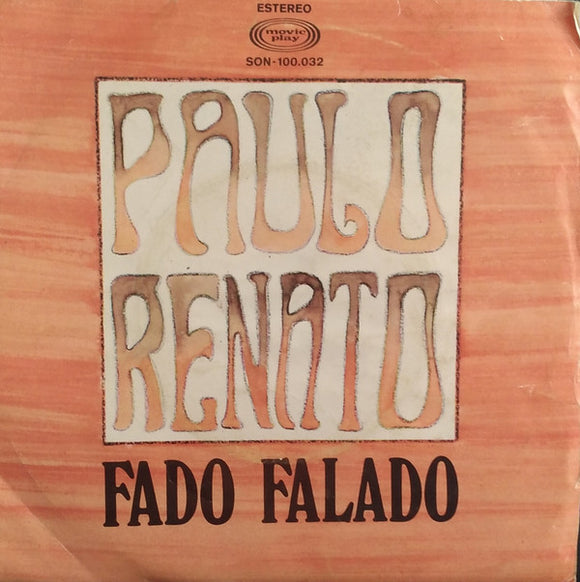 ESTEREO
movie
play
SON-100.032
PAULO
RENATO
FADO FALADO